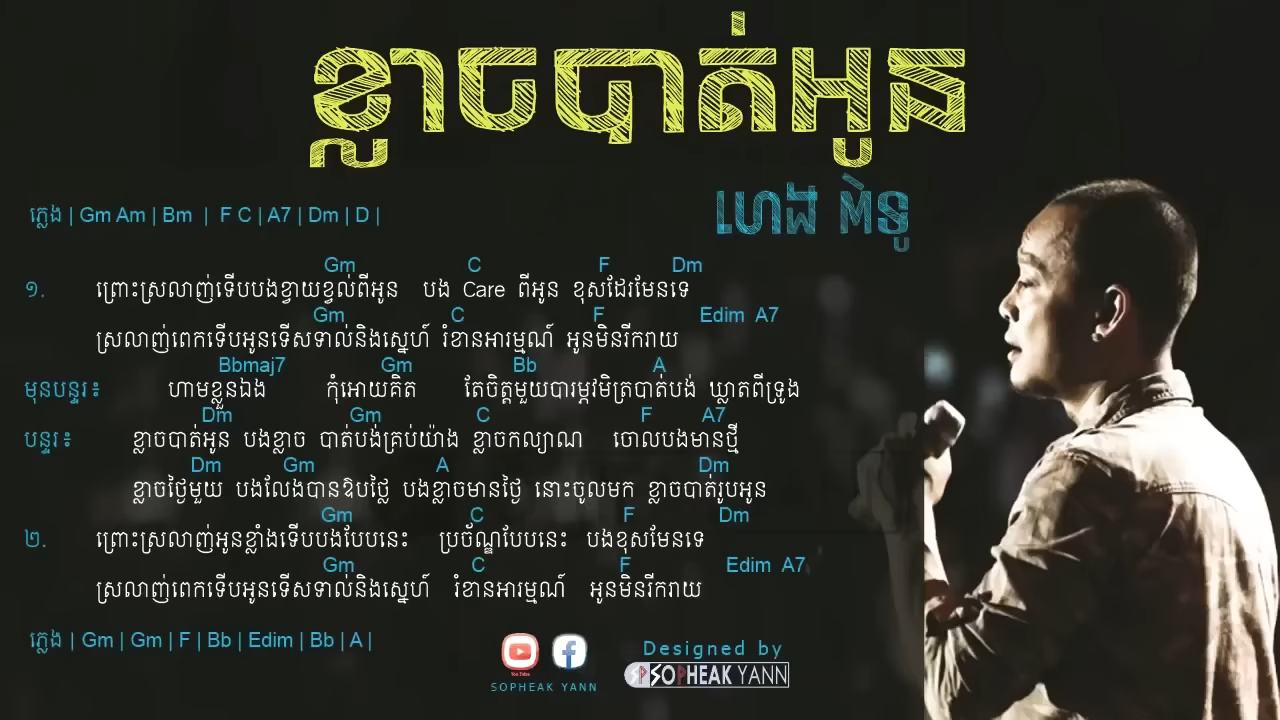 ខ្លាចបាត់អូន
ហេង ពិទូ
ភ្លេង | Gm Am | Bm | F C | A7 | Dm | D |
Gm C F Dm
១. ព្រោះស្រលាញ់ទើបបងខ្វាយខ្វល់ពីអូន បង Care ពីអូន ខុសដែរមែនទេ
Gm C F Edim A7
ស្រលាញ់ពេកទើបអូនទើសទាល់និងស្នេហ៍ រំខានអារម្មណ៍ អូនមិនរីករាយ
Bbmaj7 Gm Bb A
មុនបន្ទរ៖ ហាមខ្លួនឯង កុំអោយគិត តែចិត្តមួយបារម្ភវមិត្របាត់បង់ ឃ្លាតពីទ្រូង
Dm Gm C F A7
បន្ទរ៖ ខ្លាចបាត់អូន បងខ្លាច បាត់បង់គ្រប់យ៉ាង ខ្លាចកល្យាណ ចោលបងមានថ្មី
Dm Gm A Dm
ខ្លាចថ្ងៃមួយ បងលែងបានឱបថ្លៃ បងខ្លាចមានថ្ងៃ នោះចូលមក ខ្លាចបាត់រូបអូន
Gm C F Dm
២. ព្រោះស្រលាញ់អូនខ្លាំងទើបបងបែបនេះ ប្រច័ណ្ឌបែបនេះ បងខុសមែនទេ
Gm C F Edim A7
ស្រលាញ់ពេកទើបអូនទើសទាល់និងស្នេហ៍ រំខានអារម្មណ៍ អូនមិនរីករាយ
ភ្លេង | Gm | Gm | F | Bb | Edim | Bb | A |
You Tube
SOPHEAK YANN
Designed by
SOPHEAK YANN